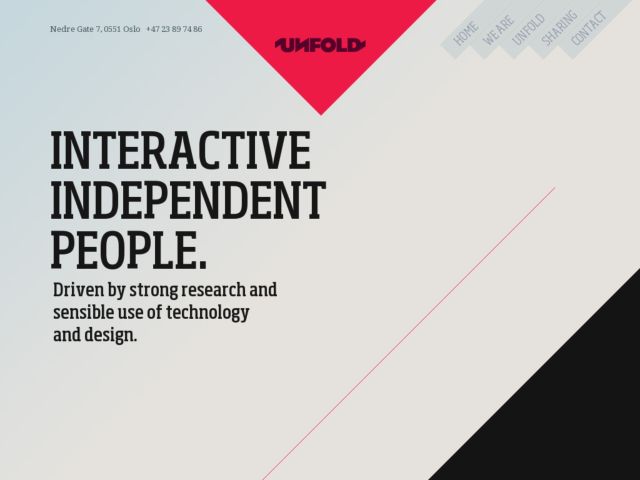 Nedre Gate 7, 0551 Oslo +47 23 89 74 86
UNFOLD
HOME
WE ARE
UNFOLD
SHARING
CONTACT
INTERACTIVE
INDEPENDENT
PEOPLE.
Driven by strong research and
sensible use of technology
and design.